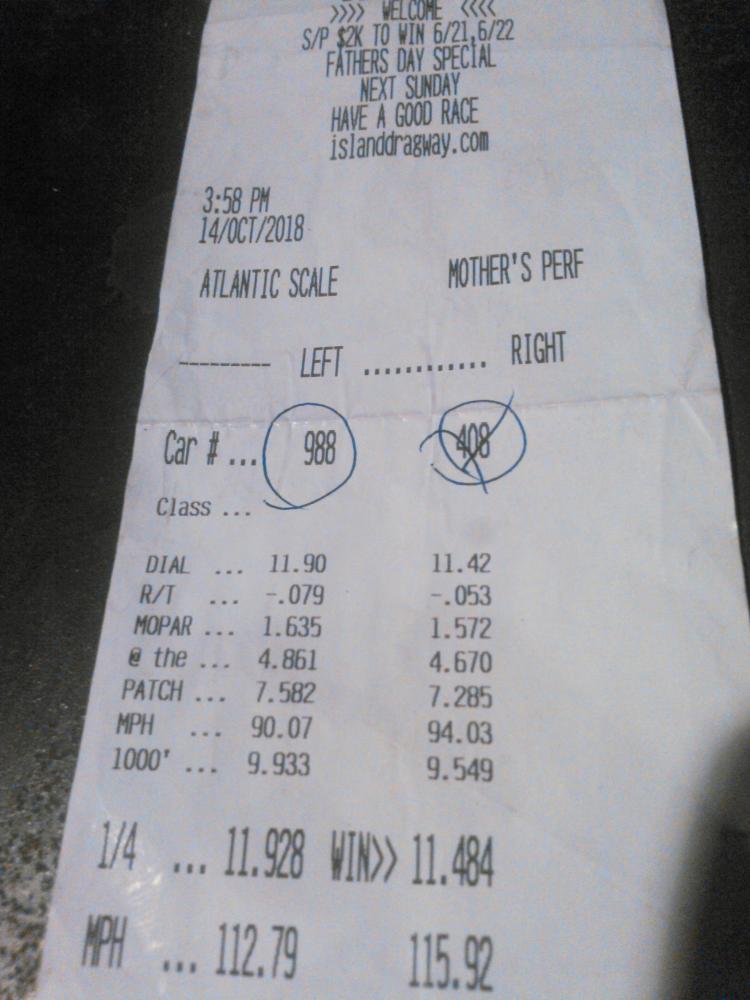 >>>> WELCOME <<<<
S/P $2K TO WIN 6/21,6/22
FATHERS DAY SPECIAL
NEXT SUNDAY
HAVE A GOOD RACE
islanddragway.com
3:58 PM
14/OCT/2018
ATLANTIC SCALE MOTHER'S PERF
--------- LEFT ............ RIGHT
Car # ... 988 408
Class ...
DIAL ... 11.90 11.42
R/T ... -.079 -.053
MOPAR ... 1.635 1.572
@ the ... 4.861 4.670
PATCH ... 7.582 7.285
MPH ... 90.07 94.03
1000' ... 9.933 9.549
1/4 ... 11.928 WIN>> 11.484
MPH ... 112.79 115.92